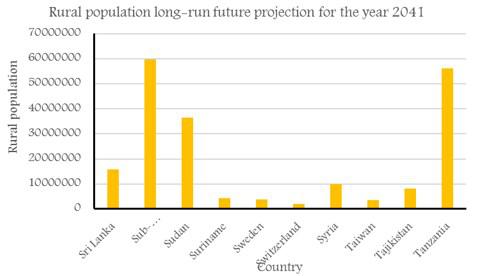 Rural population long-run future projection for the year 2041
Rural population
70000000
60000000
50000000
40000000
30000000
20000000
10000000
0
Sri Lanka
Sub-...
Sudan
Suriname
Sweden
Switzerland
Syria
Taiwan
Tajikistan
Tanzania
Country